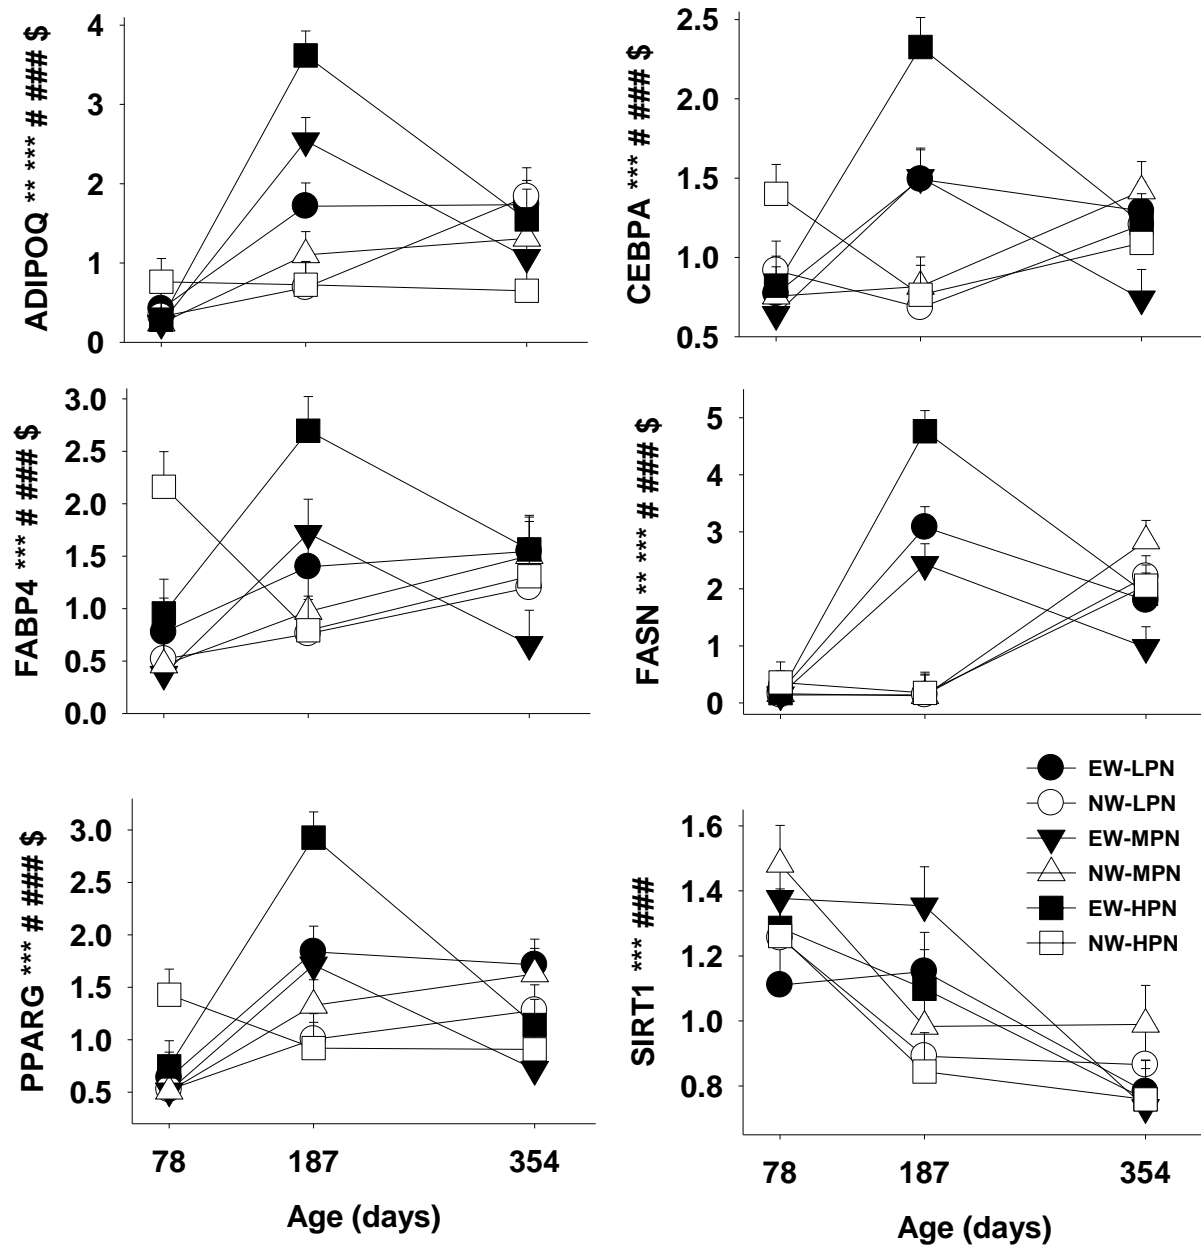 ADIPOQ ** *** # ### $
4
3
2
1
0
CEBPA *** # ### $
2.5
2.0
1.5
1.0
0.5
FABP4 *** # ### $
3.0
2.5
2.0
1.5
1.0
0.5
0.0
FASN ** *** # ### $
5
4
3
2
1
0
PPARG *** # ### $
3.0
2.5
2.0
1.5
1.0
0.5
78 187 354
Age (days)
SIRT1 *** ###
1.6
1.4
1.2
1.0
0.8
EW-LPN
NW-LPN
EW-MPN
NW-MPN
EW-HPN
NW-HPN
78 187 354
Age (days)